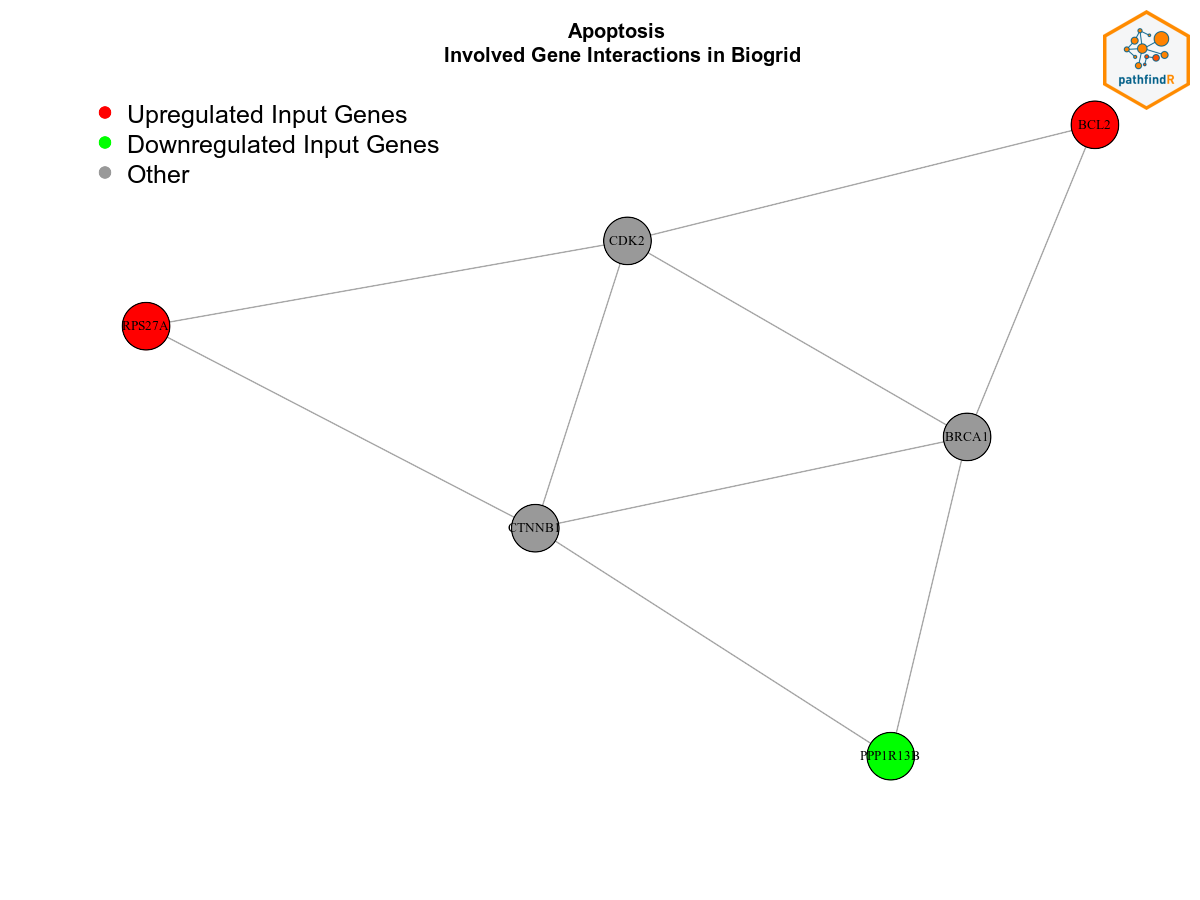 Apoptosis
Involved Gene Interactions in Biogrid
pathfindR
Upregulated Input Genes
Downregulated Input Genes
Other
BCL2
CDK2
RPS27A
BRCA1
CTNNB1
PPP1R13B